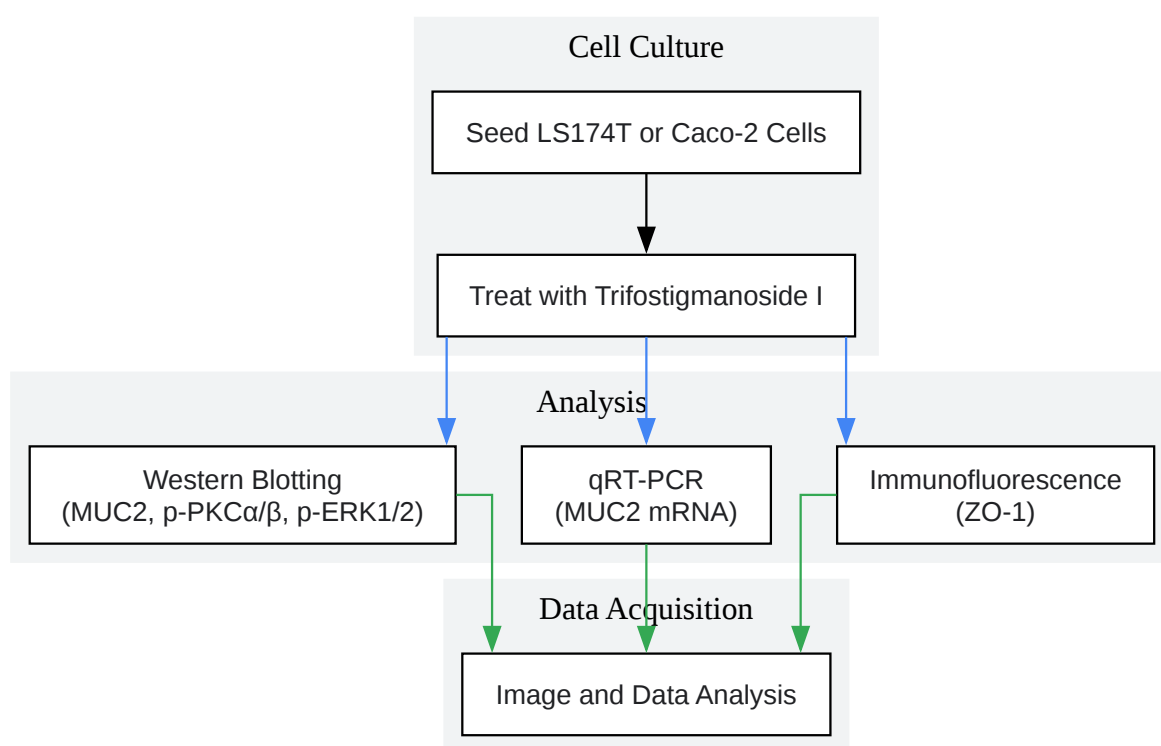 Cell Culture
Seed LS174T or Caco-2 Cells
Treat with Trifostigmanoside I
Analysis
Western Blotting
(MUC2, p-PKCα/β, p-ERK1/2)
qRT-PCR
(MUC2 mRNA)
Immunofluorescence
(ZO-1)
Data Acquisition
Image and Data Analysis